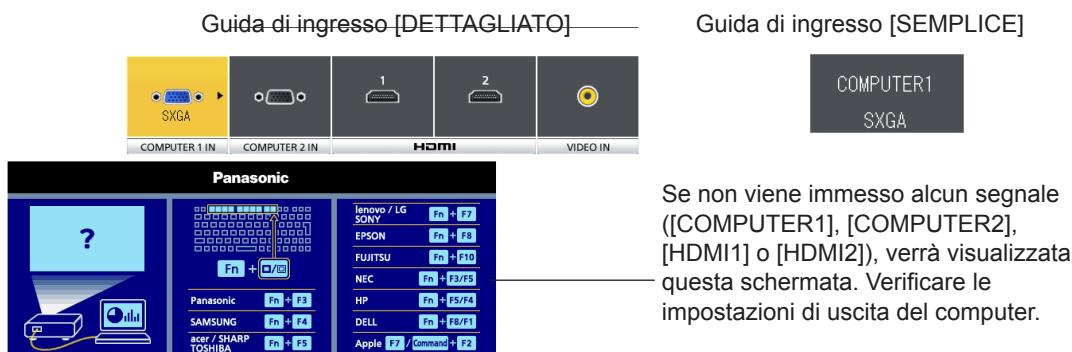 Guida di ingresso [DETTAGLIATO]
Guida di ingresso [SEMPLICE]
1
2
SXGA
COMPUTER 1 IN
COMPUTER 2 IN
HDMI
VIDEO IN
COMPUTER1
SXGA
Panasonic
?
Fn +
Panasonic Fn + F3
SAMSUNG Fn + F4
acer / SHARP
TOSHIBA Fn + F5
lenovo / LG
SONY Fn + F7
EPSON Fn + F8
FUJITSU Fn + F10
NEC Fn + F3/F5
HP Fn + F5/F4
DELL Fn + F8/F1
Apple F7 / Command + F2
Se non viene immesso alcun segnale
([COMPUTER1], [COMPUTER2],
[HDMI1] o [HDMI2]), verrà visualizzata
questa schermata. Verificare le
impostazioni di uscita del computer.